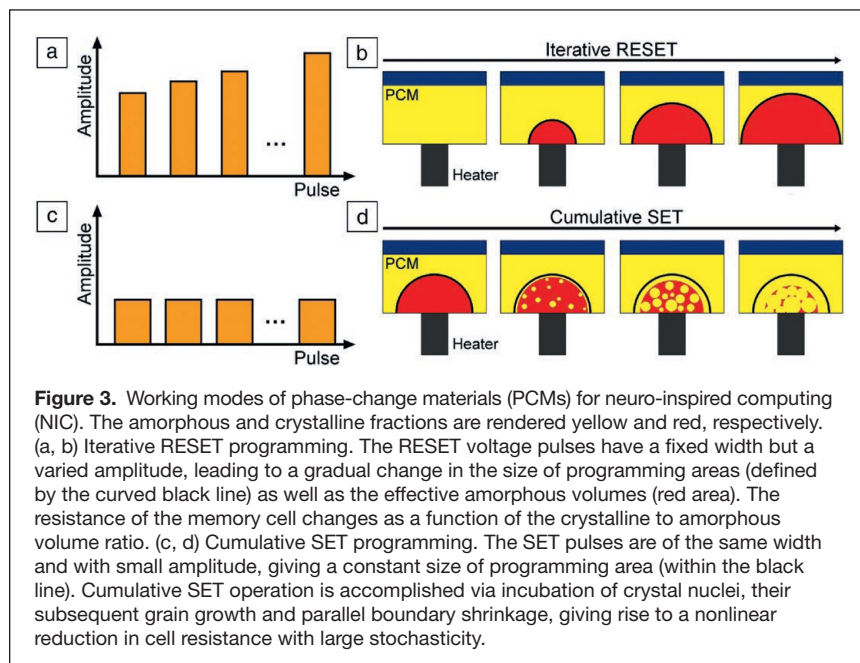 a
Amplitude
...
Pulse
b
Iterative RESET
PCM
Heater
c
Amplitude
...
Pulse
d
Cumulative SET
PCM
Heater
Figure 3. Working modes of phase-change materials (PCMs) for neuro-inspired computing
(NIC). The amorphous and crystalline fractions are rendered yellow and red, respectively.
(a, b) Iterative RESET programming. The RESET voltage pulses have a fixed width but a
varied amplitude, leading to a gradual change in the size of programming areas (defined
by the curved black line) as well as the effective amorphous volumes (red area). The
resistance of the memory cell changes as a function of the crystalline to amorphous
volume ratio. (c, d) Cumulative SET programming. The SET pulses are of the same width
and with small amplitude, giving a constant size of programming area (within the black
line). Cumulative SET operation is accomplished via incubation of crystal nuclei, their
subsequent grain growth and parallel boundary shrinkage, giving rise to a nonlinear
reduction in cell resistance with large stochasticity.